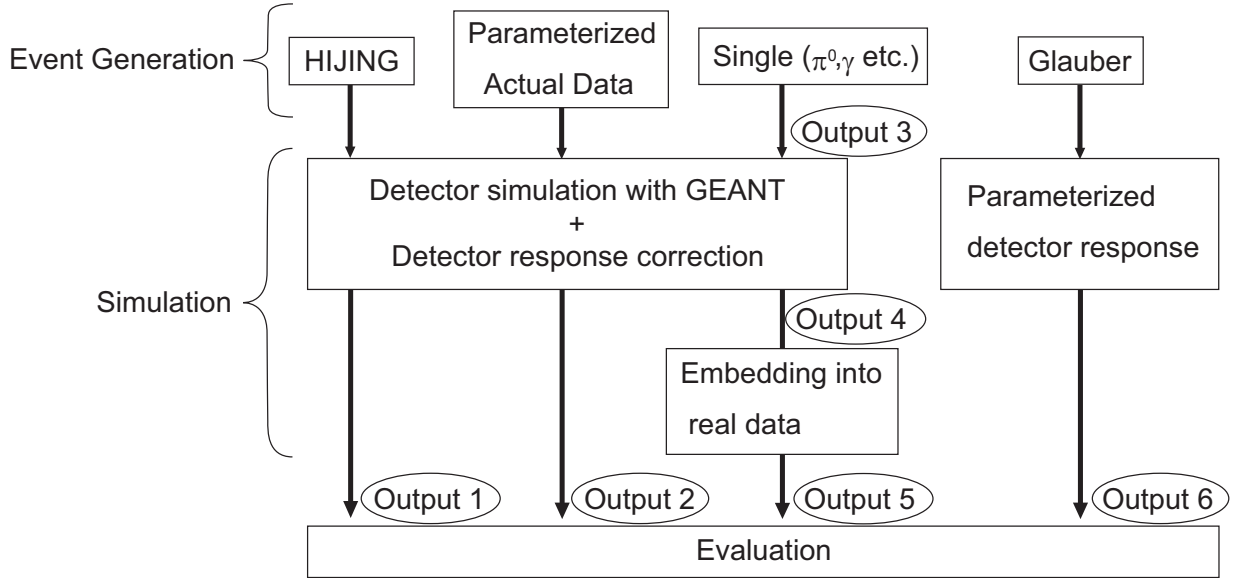 Event Generation
HIJING
Parameterized
Actual Data
Single (π⁰,γ etc.)
Glauber
Output 3
Simulation
Detector simulation with GEANT
+
Detector response correction
Parameterized
detector response
Output 4
Embedding into
real data
Output 1
Output 2
Output 5
Output 6
Evaluation